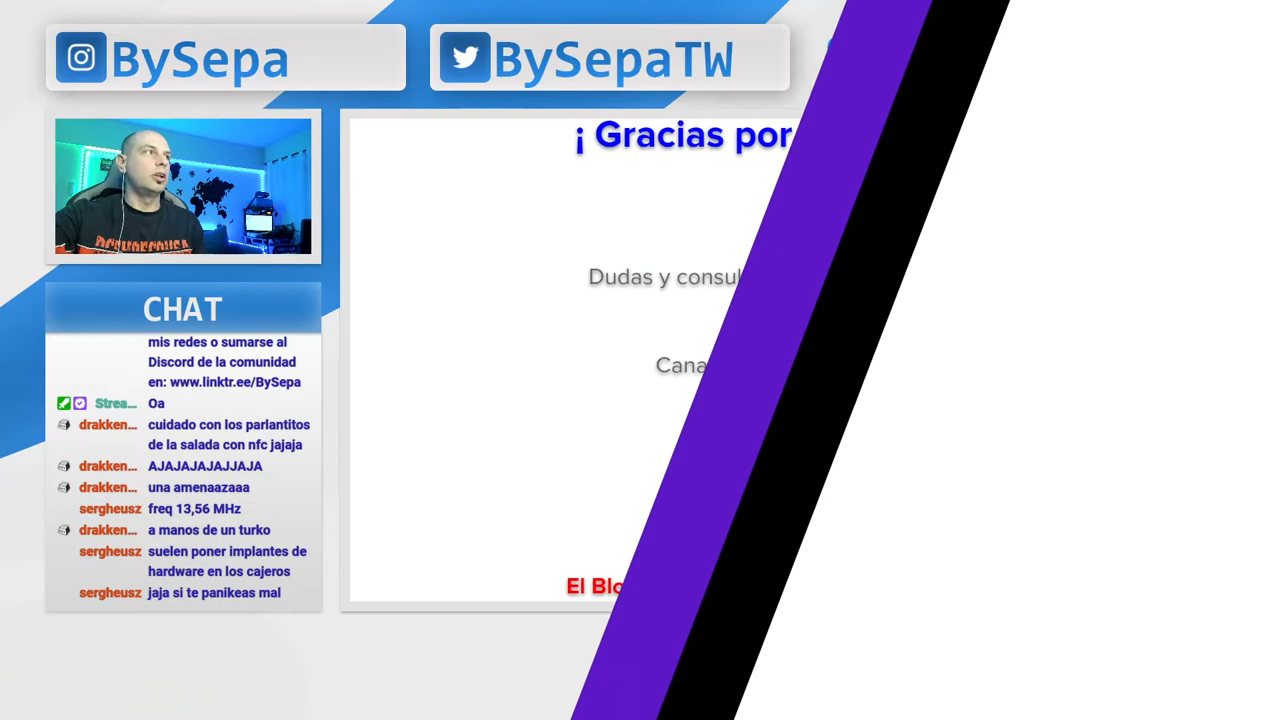 BySepa
BySepaTW
¡ Gracias por
Dudas y consul
Cana
El Blo
CHAT
mis redes o sumarse al
Discord de la comunidad
en: www.linktr.ee/BySepa
Strea... Oa
drakken... cuidado con los parlantitos
de la salada con nfc jajaja
drakken... AJAJAJAJAJJAJA
drakken... una amenaazaaa
sergheusz freq 13,56 MHz
drakken... a manos de un turko
sergheusz suelen poner implantes de
hardware en los cajeros
sergheusz jaja si te panikeas mal